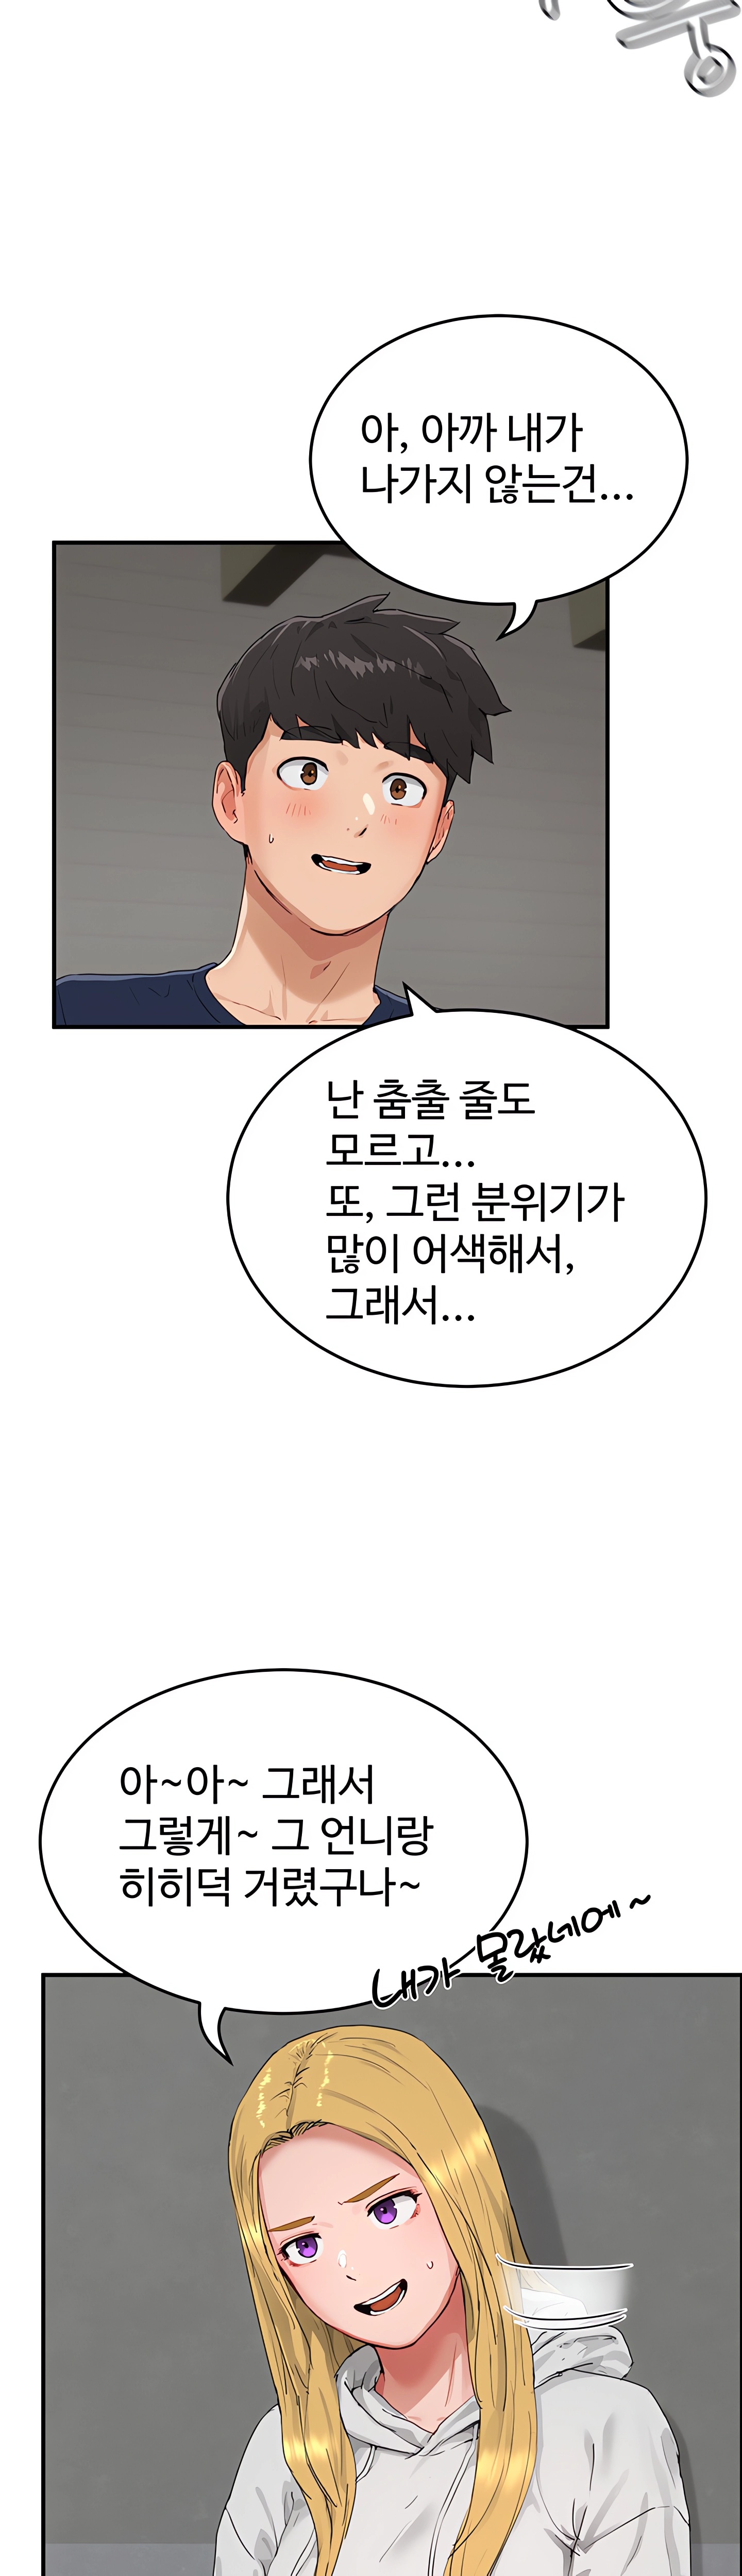 아, 아까 내가
나가지 않는건...
난 춤출 줄도
모르고...
또, 그런 분위기가
많이 어색해서,
그래서...
아~아~ 그래서
그렇게~ 그 언니랑
히히덕 거렸구나~
내가 몰랐네에~